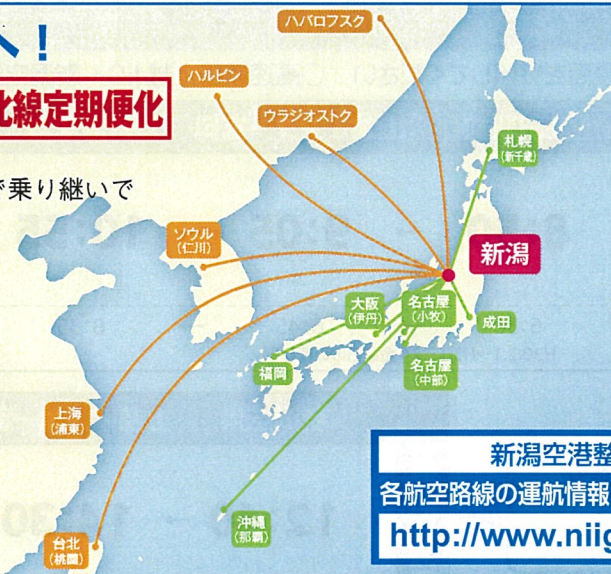 へ!
北線定期便化
で乗り継いで
ハバロフスク
ハルビン
ウラジオストク
札幌
(新千歳)
ソウル
(仁川)
新潟
大阪
(伊丹)
名古屋
(小牧)
成田
福岡
名古屋
(中部)
上海
(浦東)
沖縄
(那覇)
台北
(桃園)
新潟空港整
各航空路線の運航情報
http://www.niig